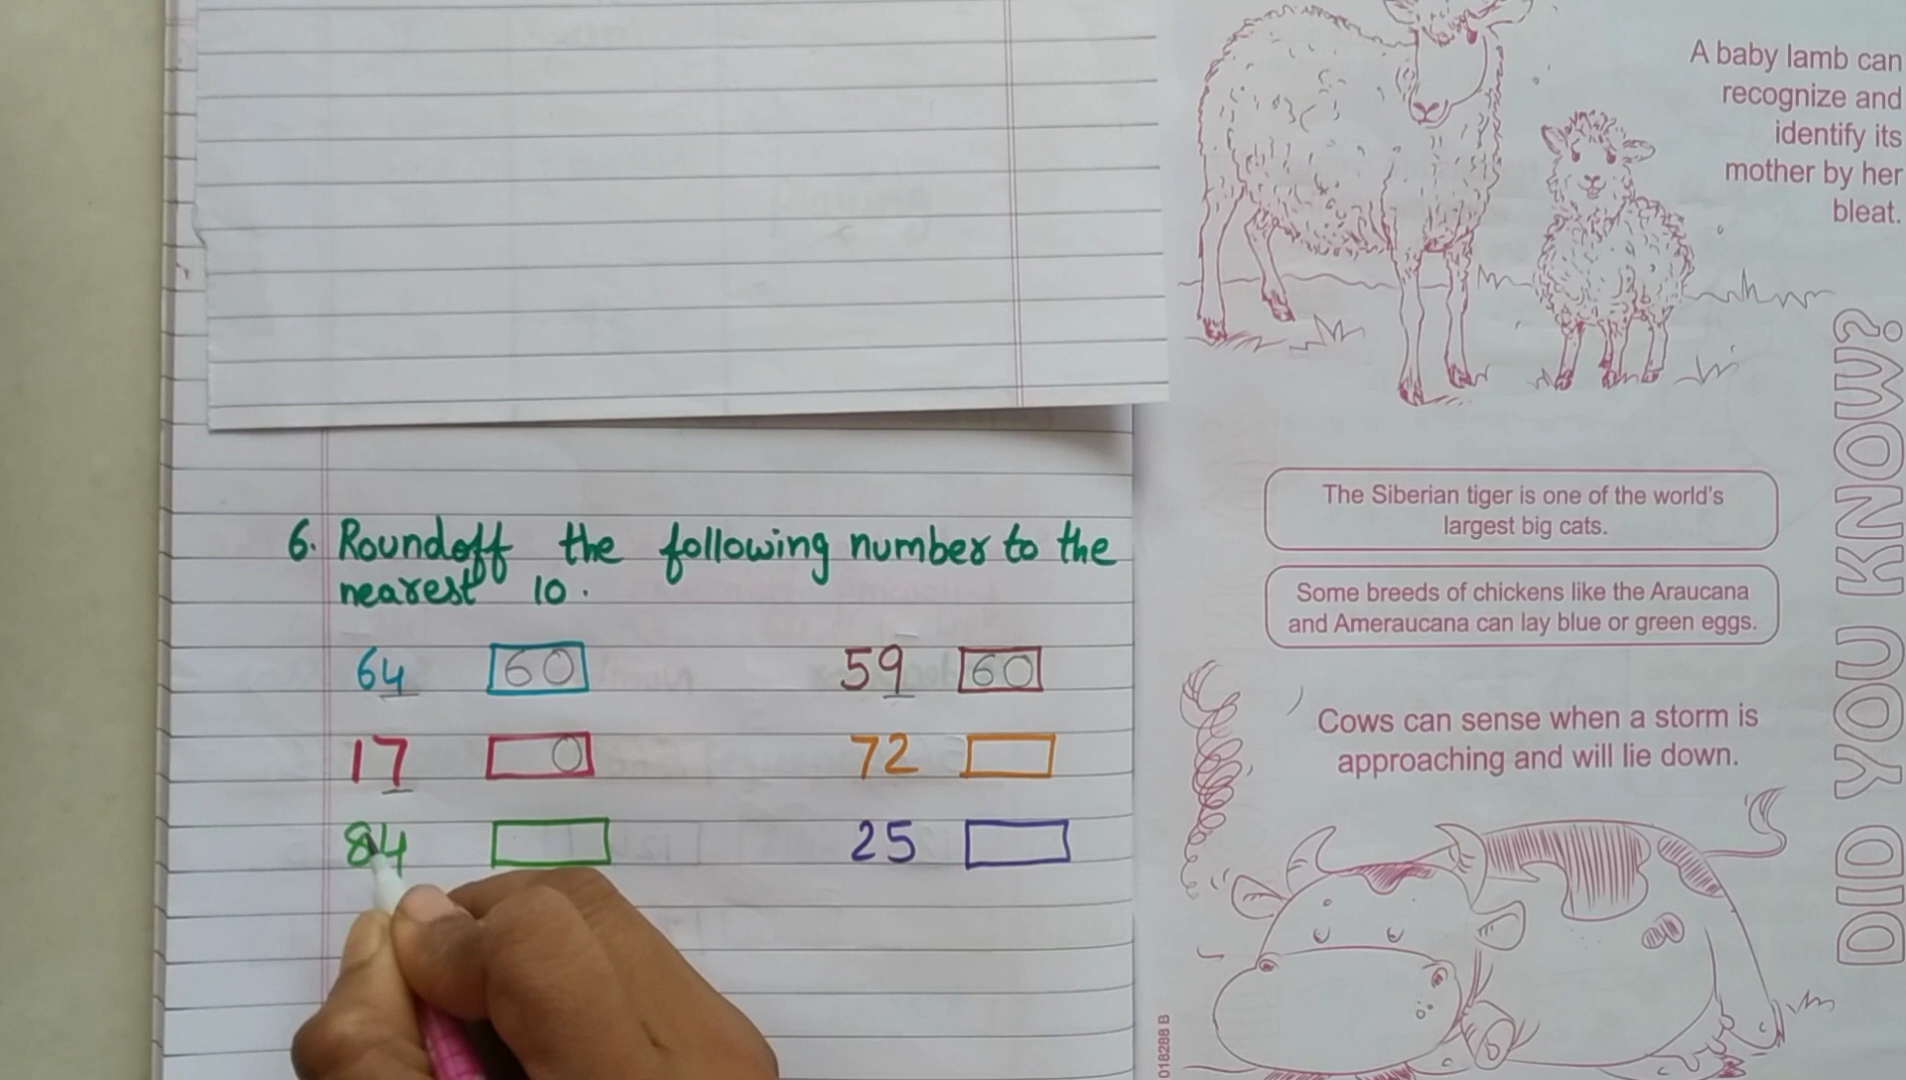 6. Roundoff the following number to the
nearest 10.
64 60 59 60
17 0 72
84 25
A baby lamb can
recognize and
identify its
mother by her
bleat.
The Siberian tiger is one of the world's
largest big cats.
Some breeds of chickens like the Araucana
and Ameraucana can lay blue or green eggs.
Cows can sense when a storm is
approaching and will lie down.
DID YOU KNOW?
018288 B